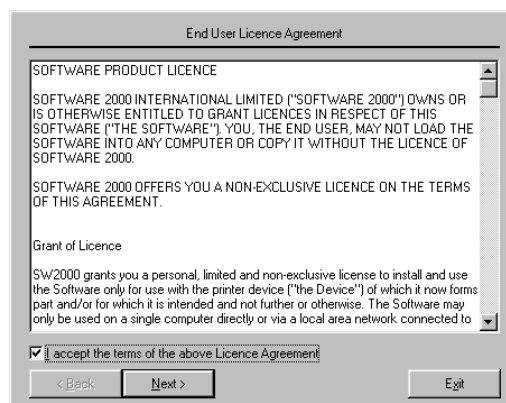 End User Licence Agreement
SOFTWARE PRODUCT LICENCE
SOFTWARE 2000 INTERNATIONAL LIMITED ("SOFTWARE 2000") OWNS OR
IS OTHERWISE ENTITLED TO GRANT LICENCES IN RESPECT OF THIS
SOFTWARE ("THE SOFTWARE"). YOU, THE END USER, MAY NOT LOAD THE
SOFTWARE INTO ANY COMPUTER OR COPY IT WITHOUT THE LICENCE OF
SOFTWARE 2000.
SOFTWARE 2000 OFFERS YOU A NON-EXCLUSIVE LICENCE ON THE TERMS
OF THIS AGREEMENT.
Grant of Licence
SW2000 grants you a personal, limited and non-exclusive license to install and use
the Software only for use with the printer device ("the Device") of which it now forms
part and/or for which it is intended and not further or otherwise. The Software may
only be used on a single computer directly or via a local area network connected to
I accept the terms of the above Licence Agreement
< Back Next > Exit